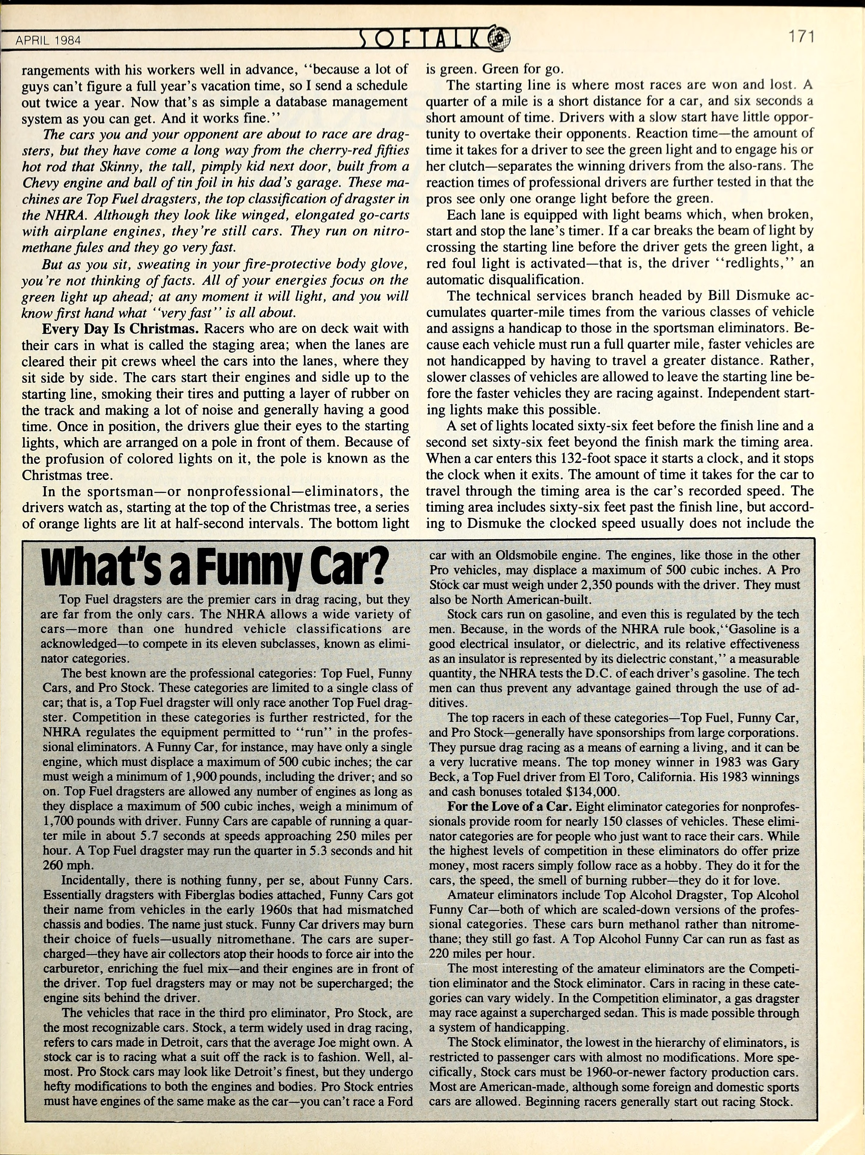 APRIL 1984
SOFTALK
171
rangements with his workers well in advance, ‘‘because a lot of
guys can't figure a full year's vacation time, so I send a schedule
out twice a year. Now that's as simple a database management
system as you can get. And it works fine.’’
The cars you and your opponent are about to race are drag-
sters, but they have come a long way from the cherry-red fifties
hot rod that Skinny, the tall, pimply kid next door, built from a
Chevy engine and ball of tin foil in his dad's garage. These ma-
chines are Top Fuel dragsters, the top classification of dragster in
the NHRA. Although they look like winged, elongated go-carts
with airplane engines, they're still cars. They run on nitro-
methane fules and they go very fast.
But as you sit, sweating in your fire-protective body glove,
you're not thinking of facts. All of your energies focus on the
green light up ahead; at any moment it will light, and you will
know first hand what ‘‘very fast’’ is all about.
Every Day Is Christmas. Racers who are on deck wait with
their cars in what is called the staging area; when the lanes are
cleared their pit crews wheel the cars into the lanes, where they
sit side by side. The cars start their engines and sidle up to the
starting line, smoking their tires and putting a layer of rubber on
the track and making a lot of noise and generally having a good
time. Once in position, the drivers glue their eyes to the starting
lights, which are arranged on a pole in front of them. Because of
the profusion of colored lights on it, the pole is known as the
Christmas tree.
In the sportsman—or nonprofessional—eliminators, the
drivers watch as, starting at the top of the Christmas tree, a series
of orange lights are lit at half-second intervals. The bottom light
is green. Green for go.
The starting line is where most races are won and lost. A
quarter of a mile is a short distance for a car, and six seconds a
short amount of time. Drivers with a slow start have little oppor-
tunity to overtake their opponents. Reaction time—the amount of
time it takes for a driver to see the green light and to engage his or
her clutch—separates the winning drivers from the also-rans. The
reaction times of professional drivers are further tested in that the
pros see only one orange light before the green.
Each lane is equipped with light beams which, when broken,
start and stop the lane's timer. If a car breaks the beam of light by
crossing the starting line before the driver gets the green light, a
red foul light is activated—that is, the driver ‘‘redlights,’’ an
automatic disqualification.
The technical services branch headed by Bill Dismuke ac-
cumulates quarter-mile times from the various classes of vehicle
and assigns a handicap to those in the sportsman eliminators. Be-
cause each vehicle must run a full quarter mile, faster vehicles are
not handicapped by having to travel a greater distance. Rather,
slower classes of vehicles are allowed to leave the starting line be-
fore the faster vehicles they are racing against. Independent start-
ing lights make this possible.
A set of lights located sixty-six feet before the finish line and a
second set sixty-six feet beyond the finish mark the timing area.
When a car enters this 132-foot space it starts a clock, and it stops
the clock when it exits. The amount of time it takes for the car to
travel through the timing area is the car's recorded speed. The
timing area includes sixty-six feet past the finish line, but accord-
ing to Dismuke the clocked speed usually does not include the
What's a Funny Car?
Top Fuel dragsters are the premier cars in drag racing, but they
are far from the only cars. The NHRA allows a wide variety of
cars—more than one hundred vehicle classifications are
acknowledged—to compete in its eleven subclasses, known as elimi-
nator categories.
The best known are the professional categories: Top Fuel, Funny
Cars, and Pro Stock. These categories are limited to a single class of
car; that is, a Top Fuel dragster will only race another Top Fuel drag-
ster. Competition in these categories is further restricted, for the
NHRA regulates the equipment permitted to ‘‘run’’ in the profes-
sional eliminators. A Funny Car, for instance, may have only a single
engine, which must displace a maximum of 500 cubic inches; the car
must weigh a minimum of 1,900 pounds, including the driver; and so
on. Top Fuel dragsters are allowed any number of engines as long as
they displace a maximum of 500 cubic inches, weigh a minimum of
1,700 pounds with driver. Funny Cars are capable of running a quar-
ter mile in about 5.7 seconds at speeds approaching 250 miles per
hour. A Top Fuel dragster may run the quarter in 5.3 seconds and hit
260 mph.
Incidentally, there is nothing funny, per se, about Funny Cars.
Essentially dragsters with Fiberglas bodies attached, Funny Cars got
their name from vehicles in the early 1960s that had mismatched
chassis and bodies. The name just stuck. Funny Car drivers may burn
their choice of fuels—usually nitromethane. The cars are super-
charged—they have air collectors atop their hoods to force air into the
carburetor, enriching the fuel mix—and their engines are in front of
the driver. Top fuel dragsters may or may not be supercharged; the
engine sits behind the driver.
The vehicles that race in the third pro eliminator, Pro Stock, are
the most recognizable cars. Stock, a term widely used in drag racing,
refers to cars made in Detroit, cars that the average Joe might own. A
stock car is to racing what a suit off the rack is to fashion. Well, al-
most. Pro Stock cars may look like Detroit's finest, but they undergo
hefty modifications to both the engines and bodies. Pro Stock entries
must have engines of the same make as the car—you can't race a Ford
car with an Oldsmobile engine. The engines, like those in the other
Pro vehicles, may displace a maximum of 500 cubic inches. A Pro
Stock car must weigh under 2,350 pounds with the driver. They must
also be North American-built.
Stock cars run on gasoline, and even this is regulated by the tech
men. Because, in the words of the NHRA rule book,‘‘Gasoline is a
good electrical insulator, or dielectric, and its relative effectiveness
as an insulator is represented by its dielectric constant,’’ a measurable
quantity, the NHRA tests the D.C. of each driver's gasoline. The tech
men can thus prevent any advantage gained through the use of ad-
ditives.
The top racers in each of these categories—Top Fuel, Funny Car,
and Pro Stock—generally have sponsorships from large corporations.
They pursue drag racing as a means of earning a living, and it can be
a very lucrative means. The top money winner in 1983 was Gary
Beck, a Top Fuel driver from El Toro, California. His 1983 winnings
and cash bonuses totaled $134,000.
For the Love of a Car. Eight eliminator categories for nonprofes-
sionals provide room for nearly 150 classes of vehicles. These elimi-
nator categories are for people who just want to race their cars. While
the highest levels of competition in these eliminators do offer prize
money, most racers simply follow race as a hobby. They do it for the
cars, the speed, the smell of burning rubber—they do it for love.
Amateur eliminators include Top Alcohol Dragster, Top Alcohol
Funny Car—both of which are scaled-down versions of the profes-
sional categories. These cars burn methanol rather than nitrome-
thane; they still go fast. A Top Alcohol Funny Car can run as fast as
220 miles per hour.
The most interesting of the amateur eliminators are the Competi-
tion eliminator and the Stock eliminator. Cars in racing in these cate-
gories can vary widely. In the Competition eliminator, a gas dragster
may race against a supercharged sedan. This is made possible through
a system of handicapping.
The Stock eliminator, the lowest in the hierarchy of eliminators, is
restricted to passenger cars with almost no modifications. More spe-
cifically, Stock cars must be 1960-or-newer factory production cars.
Most are American-made, although some foreign and domestic sports
cars are allowed. Beginning racers generally start out racing Stock.